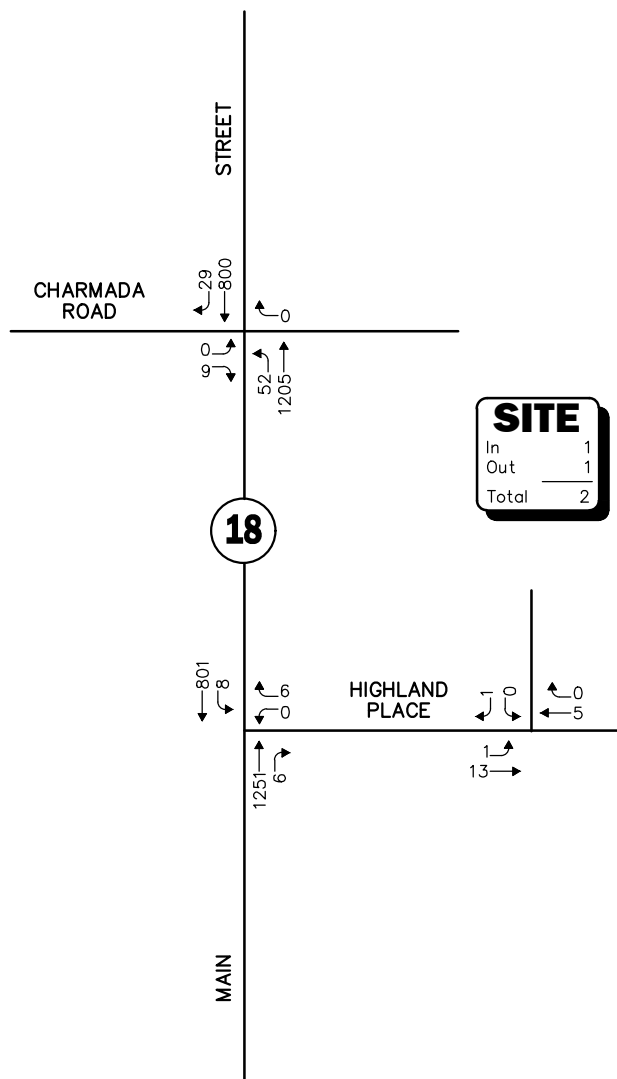 STREET
29
800
CHARMADA
ROAD
0
0
9
52
1205
SITE
In 1
Out 1
Total 2
18
801
8
6
0
HIGHLAND
PLACE
1
0
0
5
1251
6
1
13
MAIN